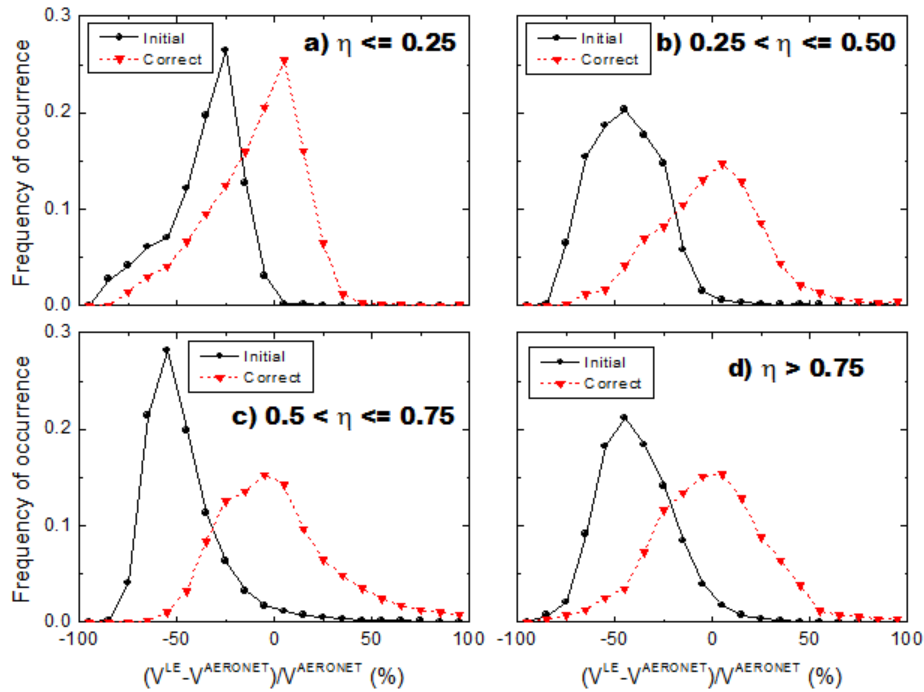 Initial
Correct
a) η <= 0.25
Initial
Correct
b) 0.25 < η <= 0.50
Frequency of occurrence
0.3
0.2
0.1
0.0
Initial
Correct
c) 0.5 < η <= 0.75
Initial
Correct
d) η > 0.75
Frequency of occurrence
0.3
0.2
0.1
0.0
-100 -50 0 50 100
-100 -50 0 50 100
(V^LE-V^AERONET)/V^AERONET (%)
(V^LE-V^AERONET)/V^AERONET (%)